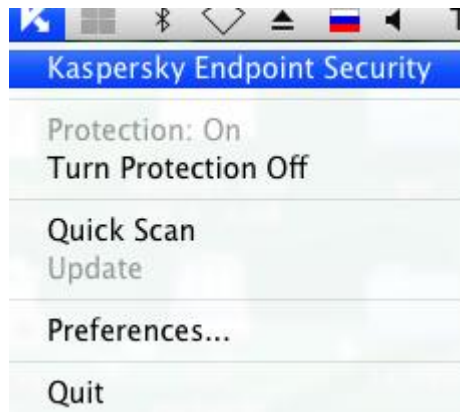 Kaspersky Endpoint Security
Protection: On
Turn Protection Off
Quick Scan
Update
Preferences...
Quit